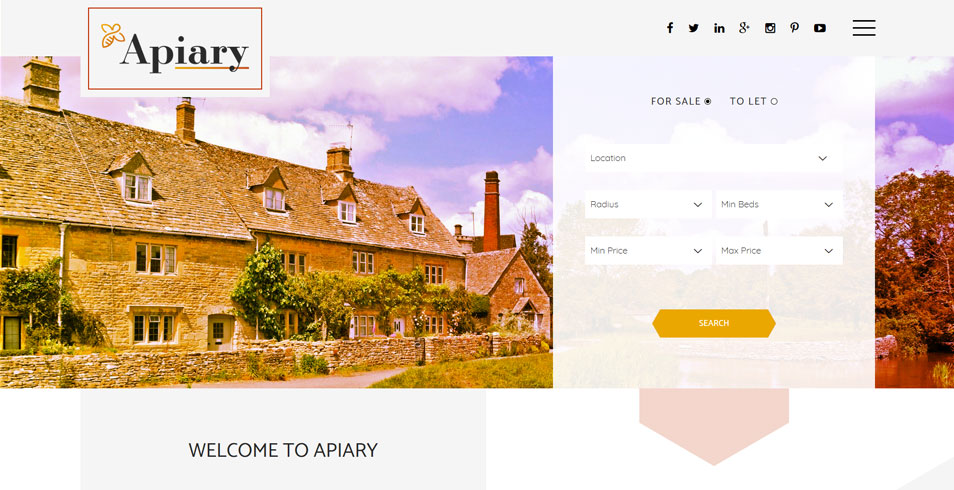 Apiary
FOR SALE TO LET
Location
Radius Min Beds
Min Price Max Price
SEARCH
WELCOME TO APIARY